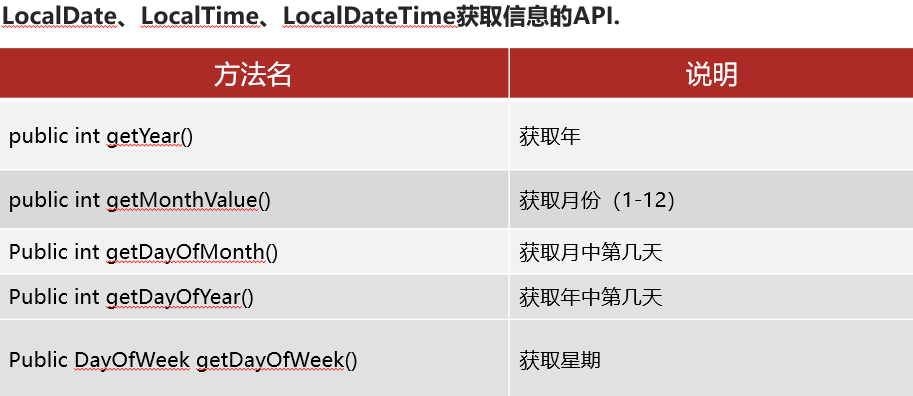 LocalDate、LocalTime、LocalDateTime获取信息的API.
方法名 说明
public int getYear() 获取年
public int getMonthValue() 获取月份（1-12）
Public int getDayOfMonth() 获取月中第几天
Public int getDayOfYear() 获取年中第几天
Public DayOfWeek getDayOfWeek() 获取星期